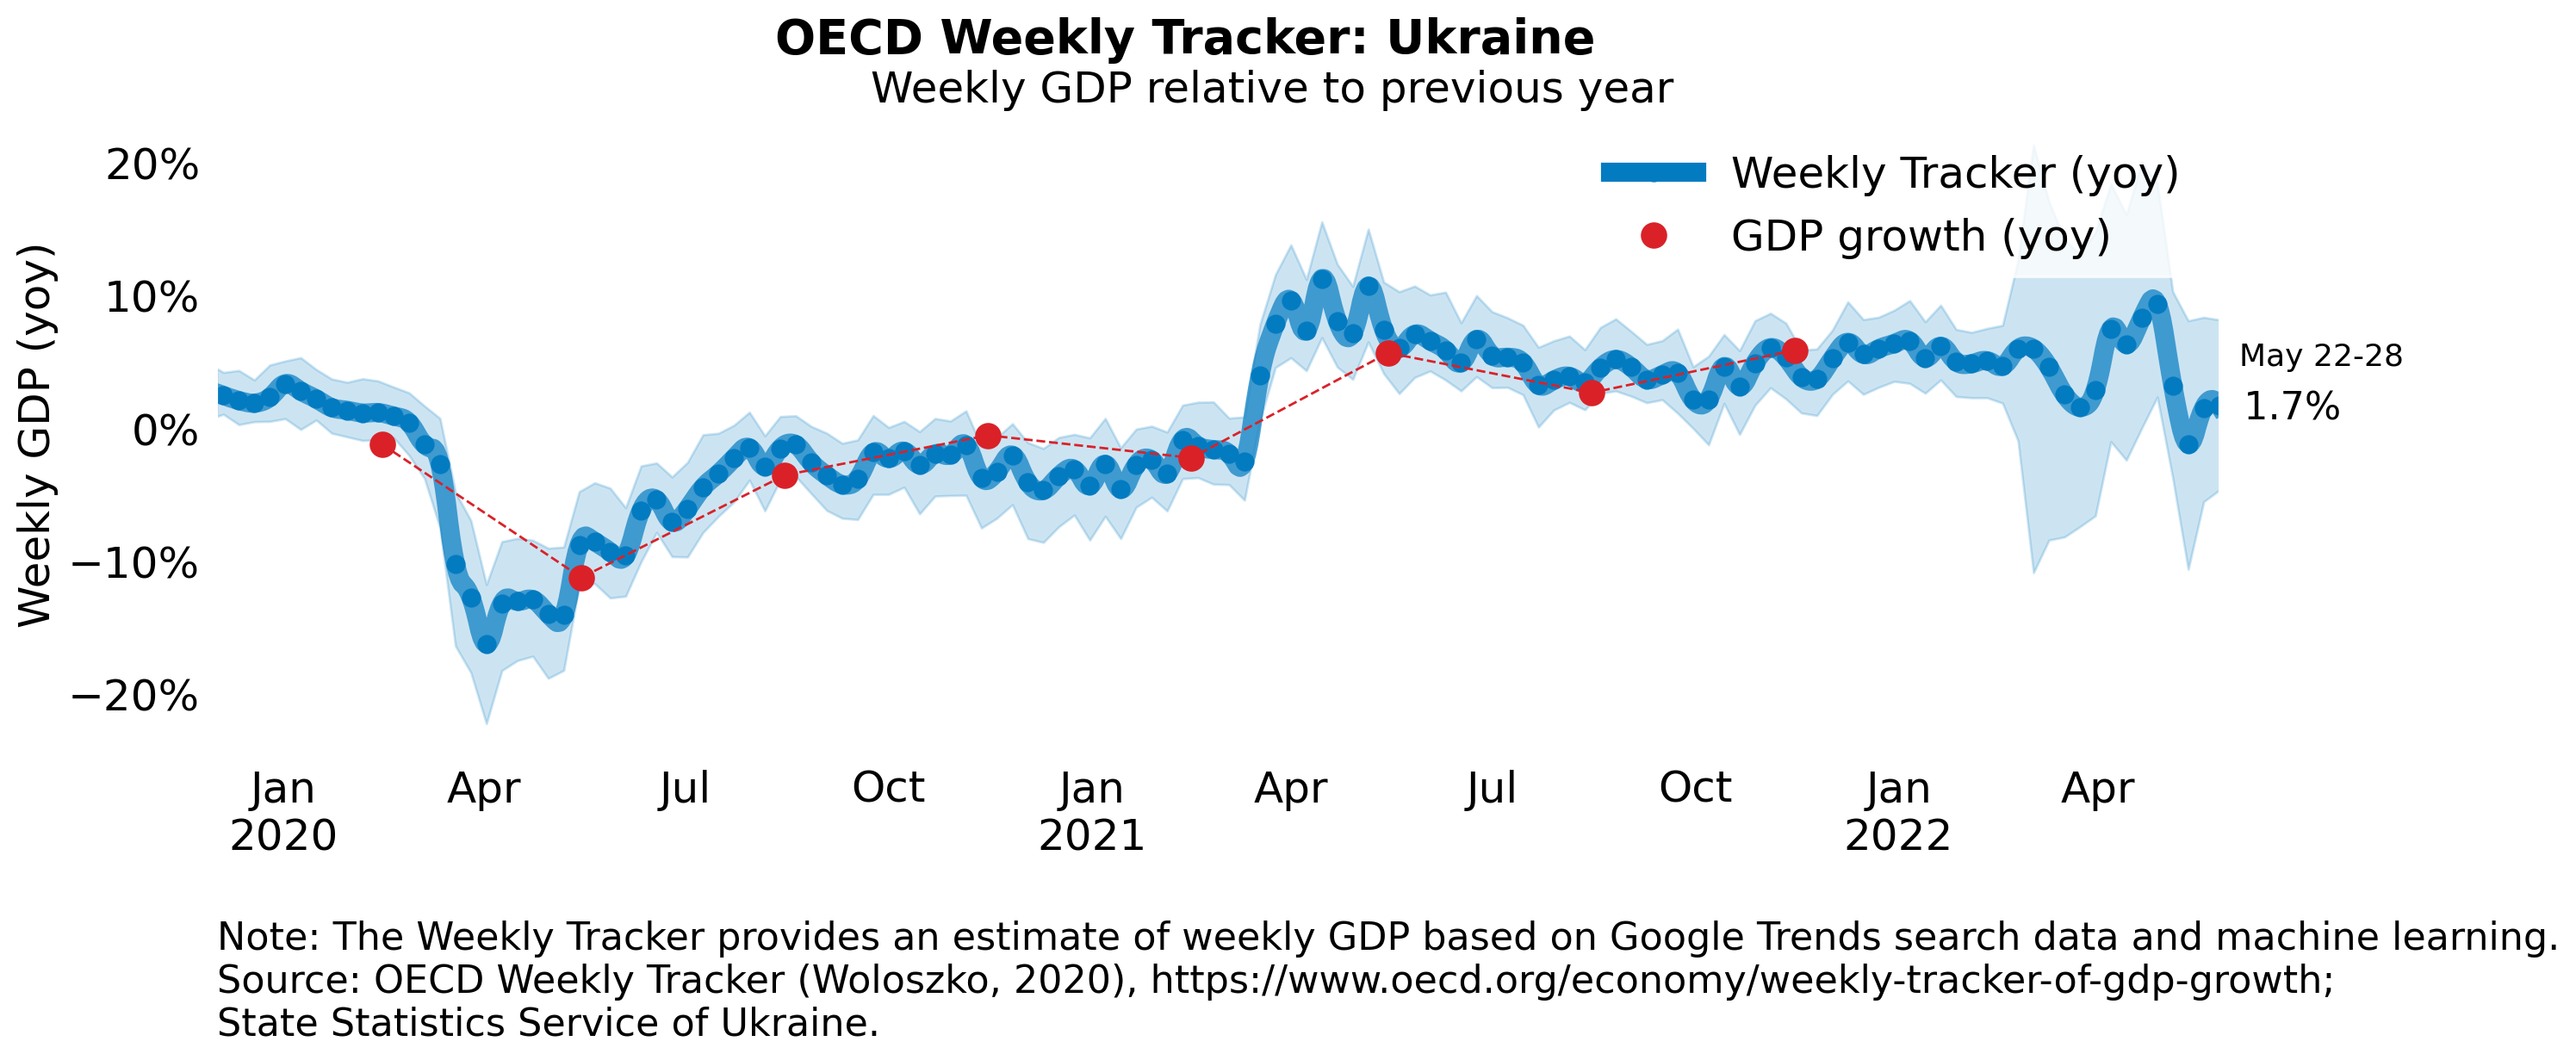 OECD Weekly Tracker: Ukraine
Weekly GDP relative to previous year
Weekly GDP (yoy)
20%
10%
0%
−10%
−20%
Weekly Tracker (yoy)
GDP growth (yoy)
May 22-28
1.7%
Jan Apr Jul Oct Jan Apr Jul Oct Jan Apr
2020 2021 2022
Note: The Weekly Tracker provides an estimate of weekly GDP based on Google Trends search data and machine learning.
Source: OECD Weekly Tracker (Woloszko, 2020), https://www.oecd.org/economy/weekly-tracker-of-gdp-growth;
State Statistics Service of Ukraine.